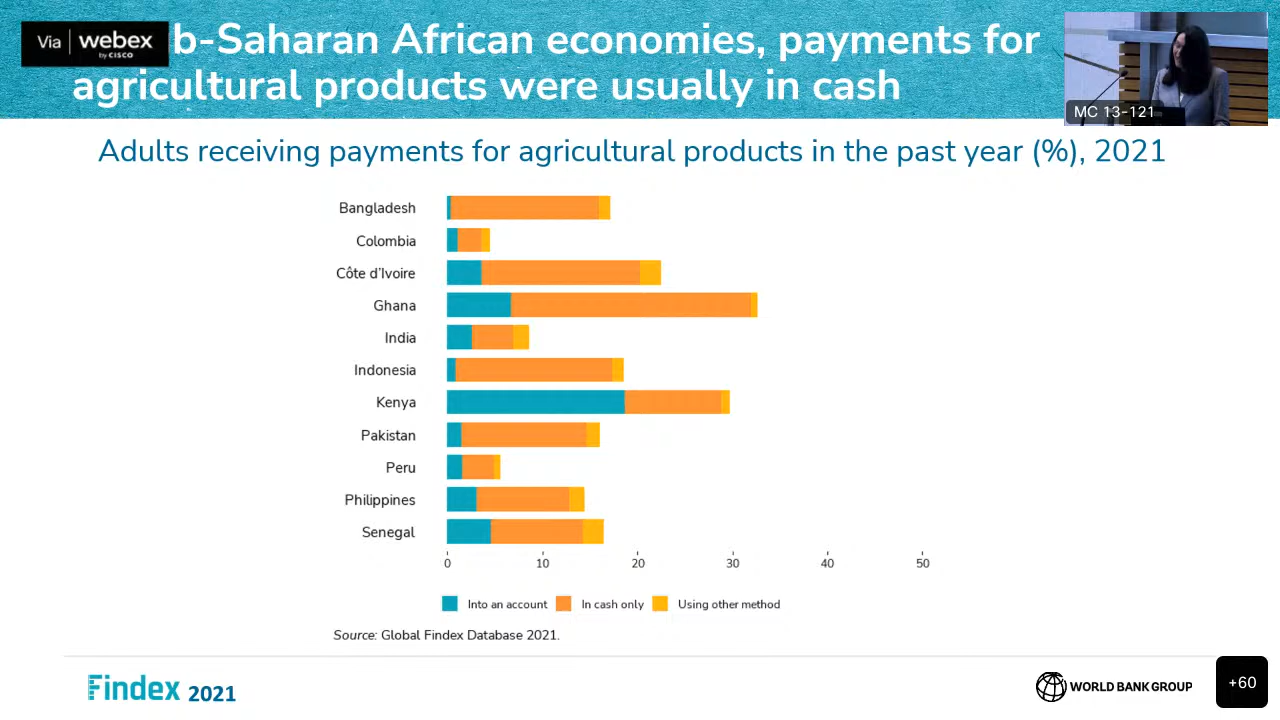 Via webex
by CISCO
b-Saharan African economies, payments for
agricultural products were usually in cash
MC 13-121
Adults receiving payments for agricultural products in the past year (%), 2021
Bangladesh
Colombia
Côte d'Ivoire
Ghana
India
Indonesia
Kenya
Pakistan
Peru
Philippines
Senegal
0 10 20 30 40 50
Into an account In cash only Using other method
Source: Global Findex Database 2021.
Findex 2021
WORLD BANK GROUP
+60